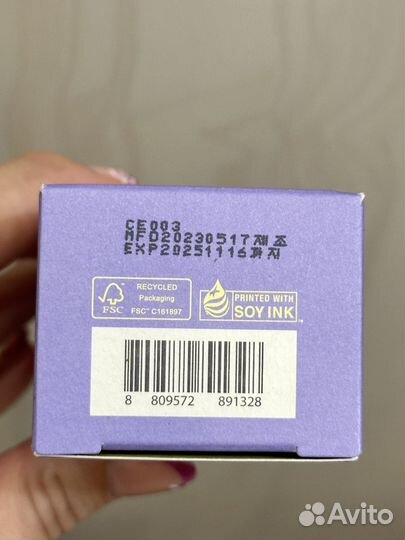 CE003
MFD20230517제조
EXP20251116까지
RECYCLED
Packaging
FSC™ C161897
FSC
PRINTED WITH
SOY INK™
8 809572 891328
Avito